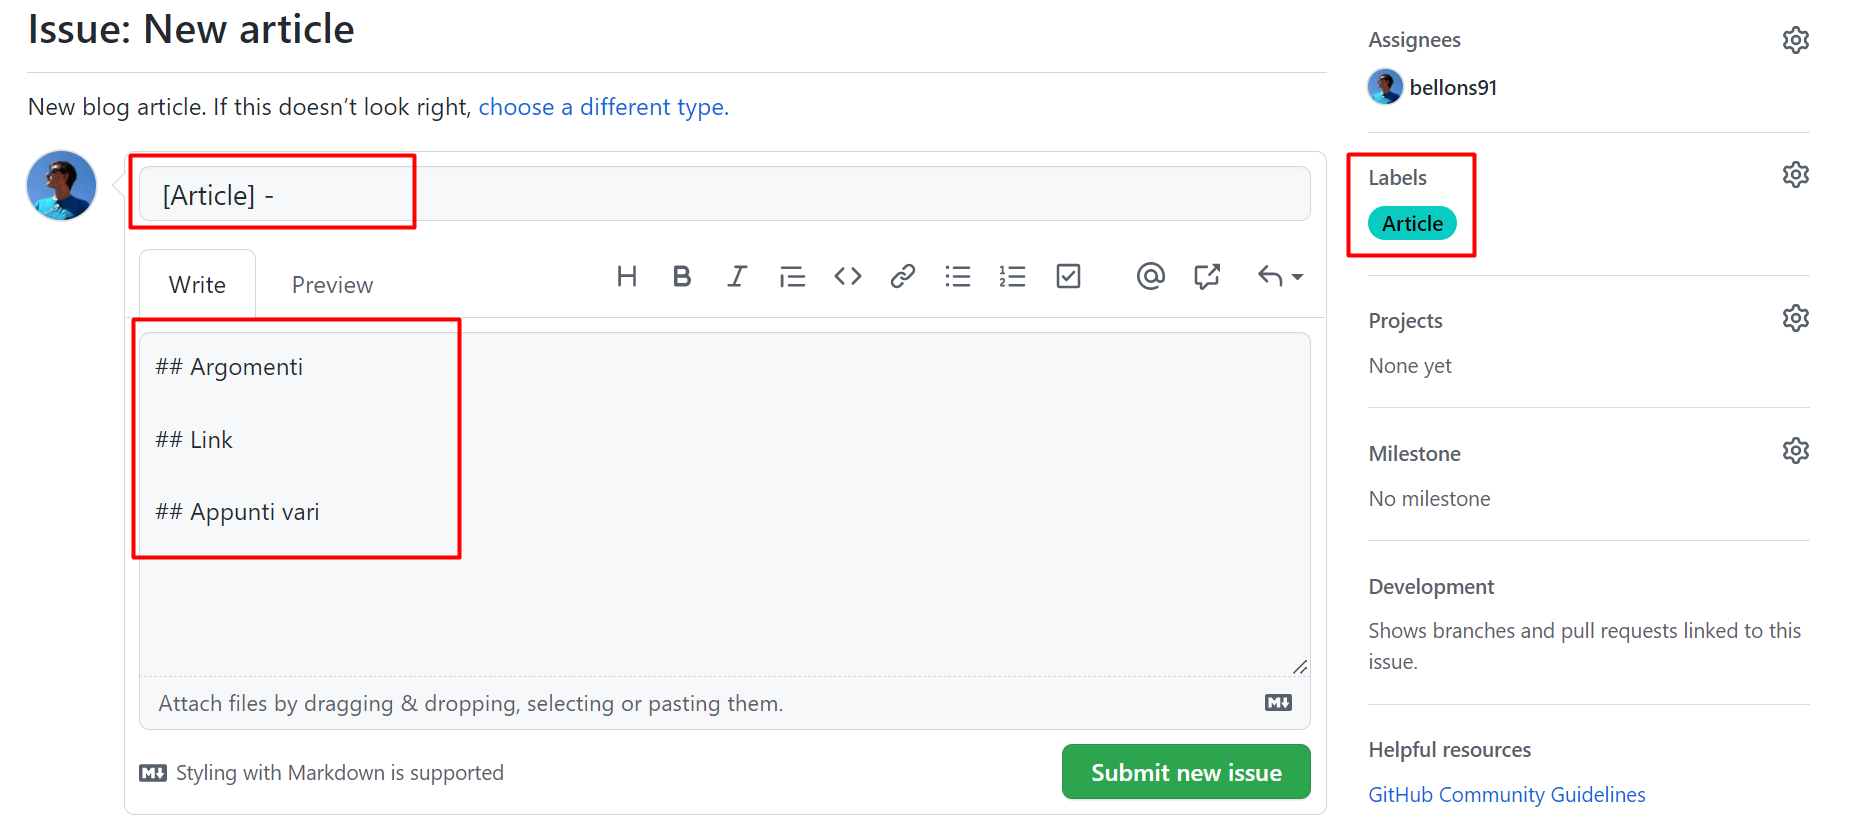 Issue: New article
New blog article. If this doesn’t look right, choose a different type.
[Article] -
Write
Preview
## Argomenti
## Link
## Appunti vari
Attach files by dragging & dropping, selecting or pasting them.
Styling with Markdown is supported
Submit new issue
Assignees
bellons91
Labels
Article
Projects
None yet
Milestone
No milestone
Development
Shows branches and pull requests linked to this
issue.
Helpful resources
GitHub Community Guidelines